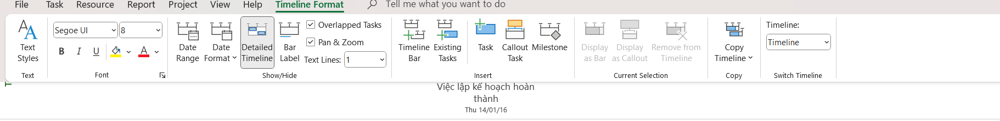 File Task Resource Report Project View Help Timeline Format Tell me what you want to do
Text
Styles
Text
Segoe UI 8
B I U A
Font
Date
Range
Date
Format
Detailed
Timeline
Bar
Label
Overlapped Tasks
Pan & Zoom
Text Lines: 1
Show/Hide
Timeline
Bar
Existing
Tasks
Task
Callout
Task
Milestone
Insert
Display
as Bar
Display
as Callout
Remove from
Timeline
Current Selection
Copy
Timeline
Copy
Timeline:
Timeline
Switch Timeline
Việc lập kế hoạch hoàn
thành
Thu 14/01/16